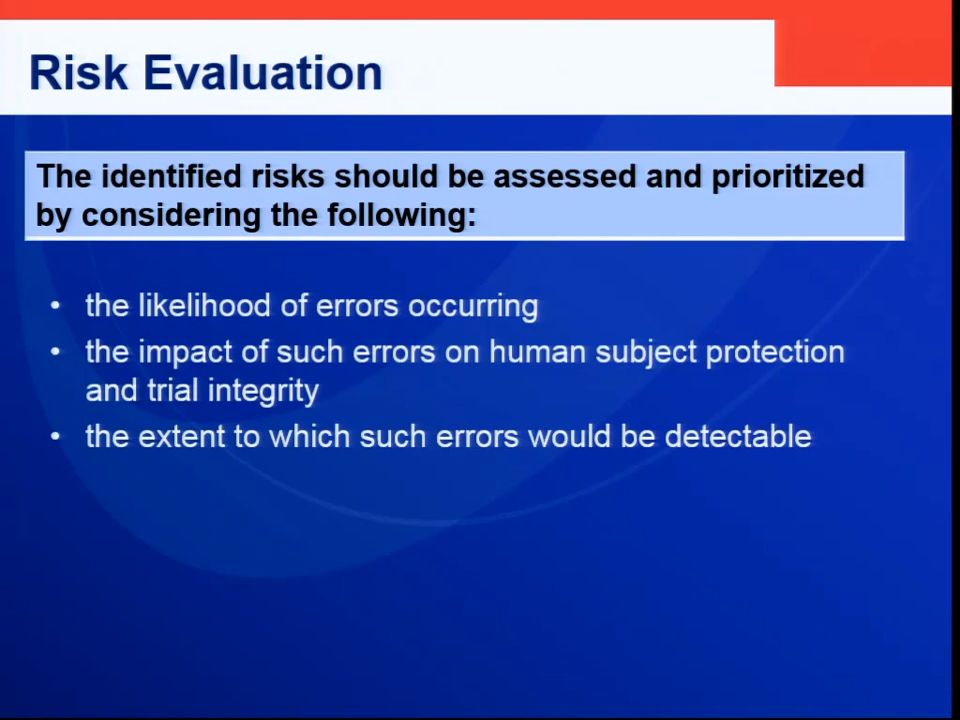 Risk Evaluation
The identified risks should be assessed and prioritized
by considering the following:
• the likelihood of errors occurring
• the impact of such errors on human subject protection
and trial integrity
• the extent to which such errors would be detectable